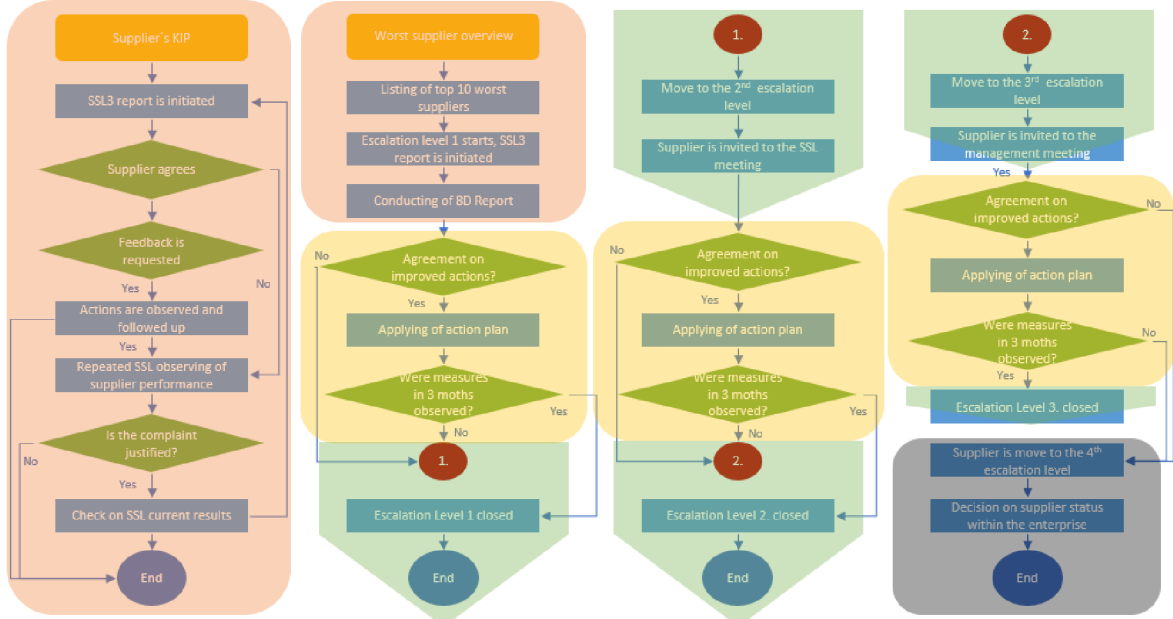 Supplier´s KIP
SSL3 report is initiated
Supplier agrees
Feedback is
requested
Yes
No
Actions are observed and
followed up
Yes
Repeated SSL observing of
supplier performance
Is the complaint
justified?
No
Yes
Check on SSL current results
End
Worst supplier overview
Listing of top 10 worst
suppliers
Escalation level 1 starts, SSL3
report is initiated
Conducting of 8D Report
No
Agreement on
improved actions?
Yes
Applying of action plan
Were measures
in 3 moths
observed?
Yes
No
1.
Escalation Level 1 closed
End
1.
Move to the 2nd escalation
level
Supplier is invited to the SSL
meeting
No
Agreement on
improved actions?
Yes
Applying of action plan
Were measures
in 3 moths
observed?
Yes
No
2.
Escalation Level 2. closed
End
2.
Move to the 3rd escalation
level
Supplier is invited to the
management meeting
Yes
Agreement on
improved actions?
No
Applying of action plan
Were measures
in 3 moths
observed?
No
Yes
Escalation Level 3. closed
Supplier is move to the 4th
escalation level
Decision on supplier status
within the enterprise
End